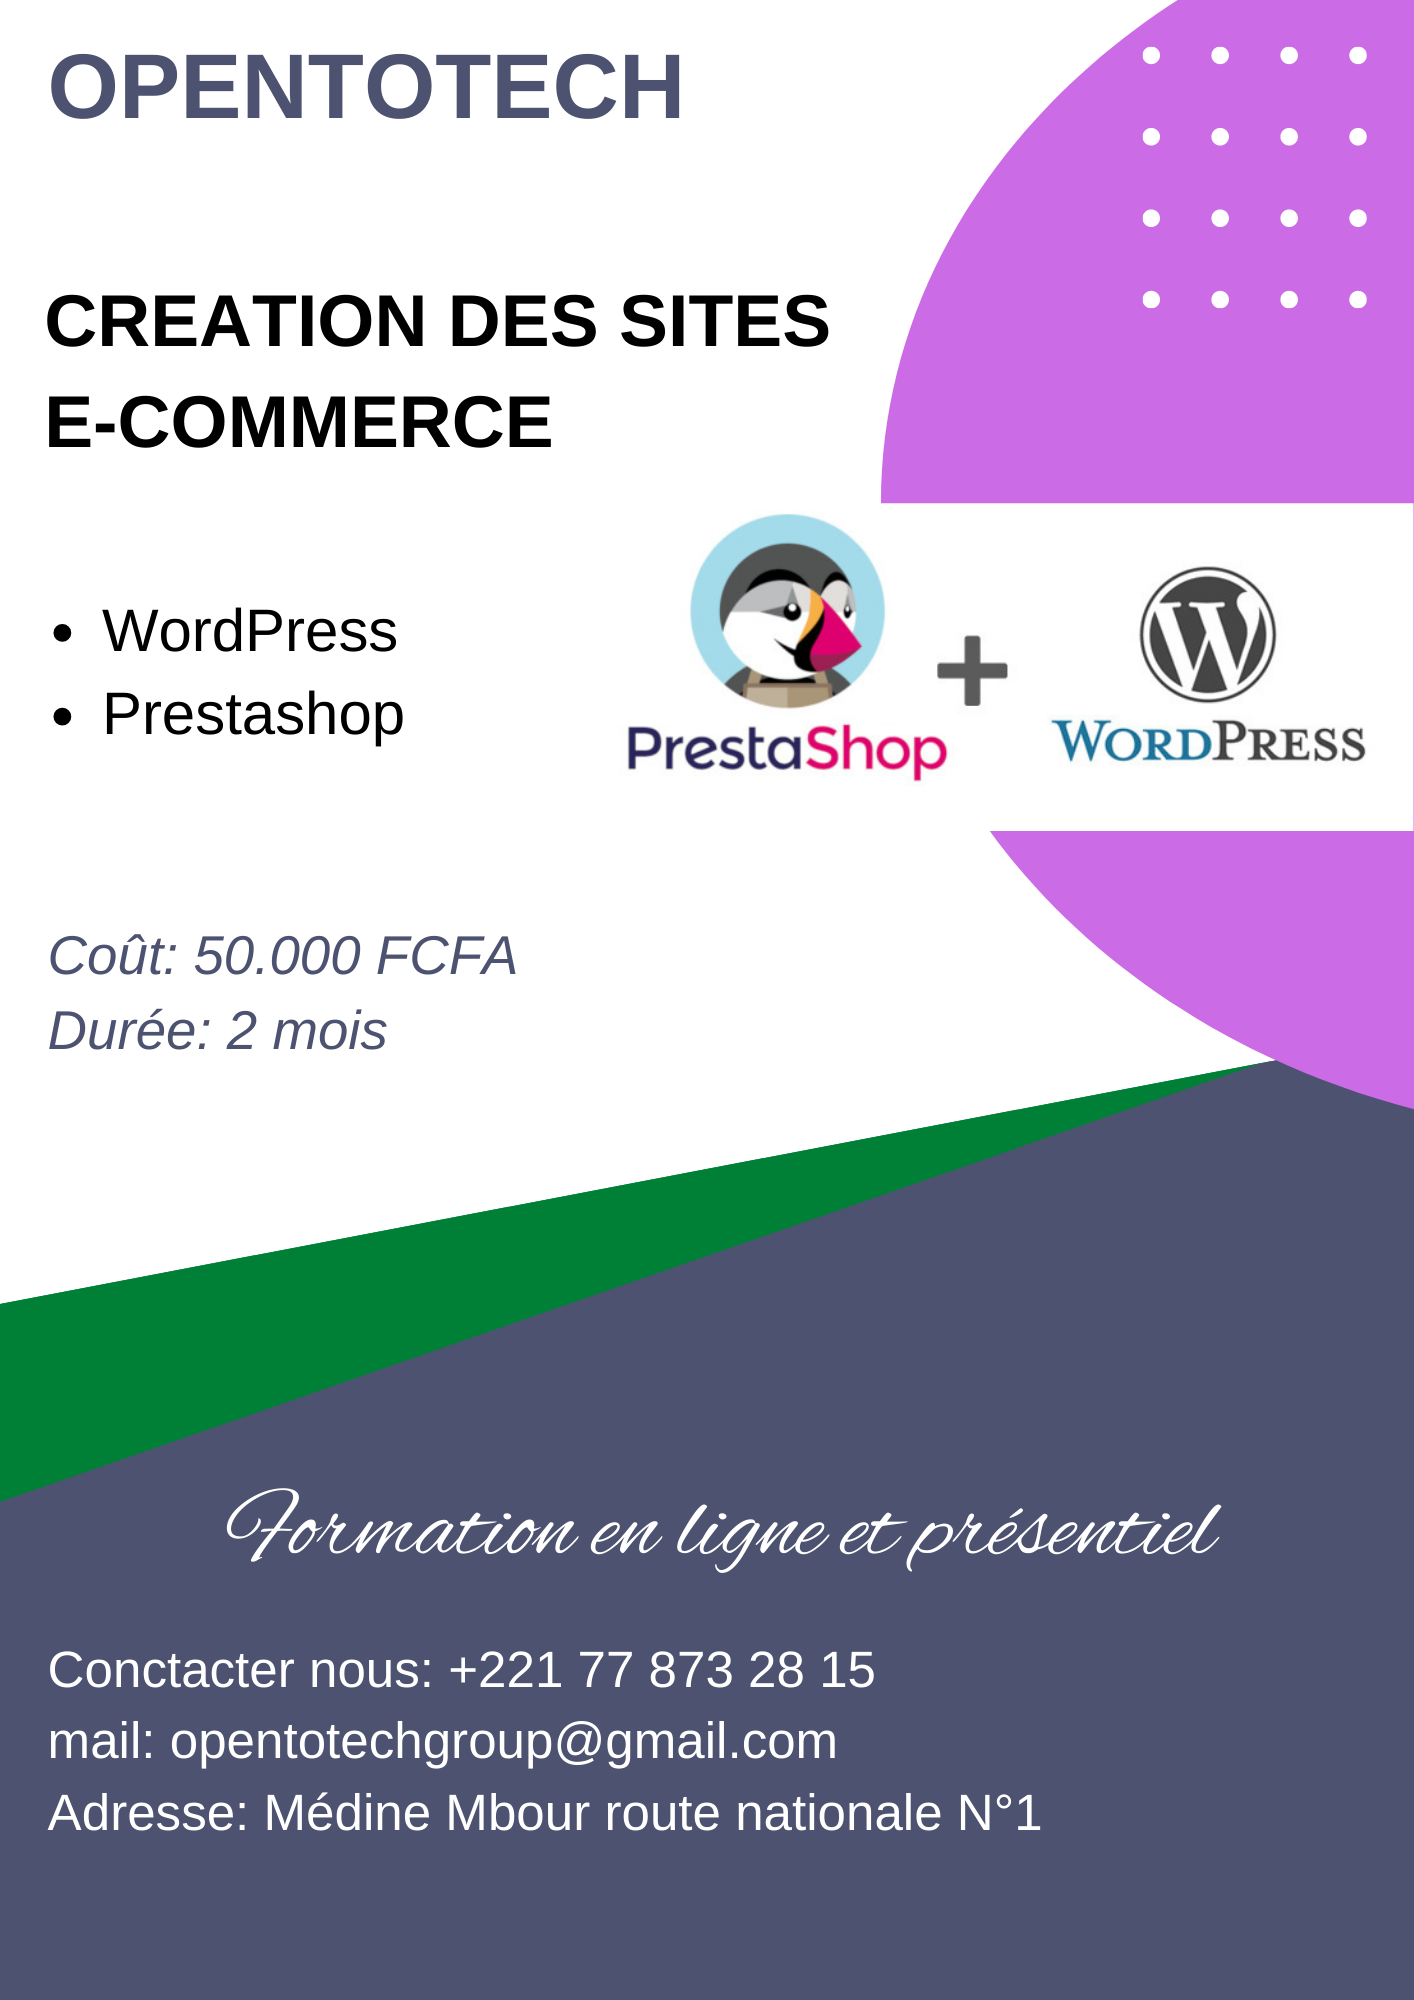 OPENTOTECH
CREATION DES SITES
E-COMMERCE
• WordPress
• Prestashop
PrestaShop
+
WORDPRESS
Coût: 50.000 FCFA
Durée: 2 mois
Formation en ligne et présentiel
Conctacter nous: +221 77 873 28 15
mail: opentotechgroup@gmail.com
Adresse: Médine Mbour route nationale N°1